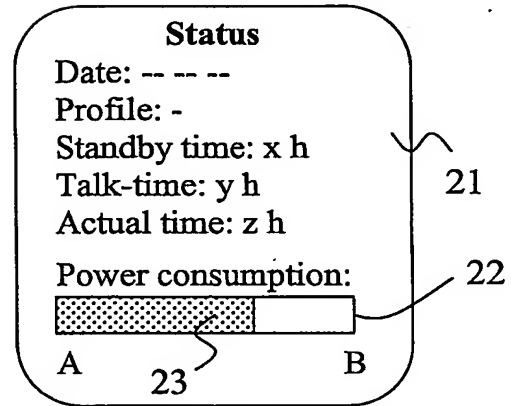 Status
Date: -- -- --
Profile: -
Standby time: x h
Talk-time: y h
Actual time: z h
21
Power consumption:
22
A
23
B